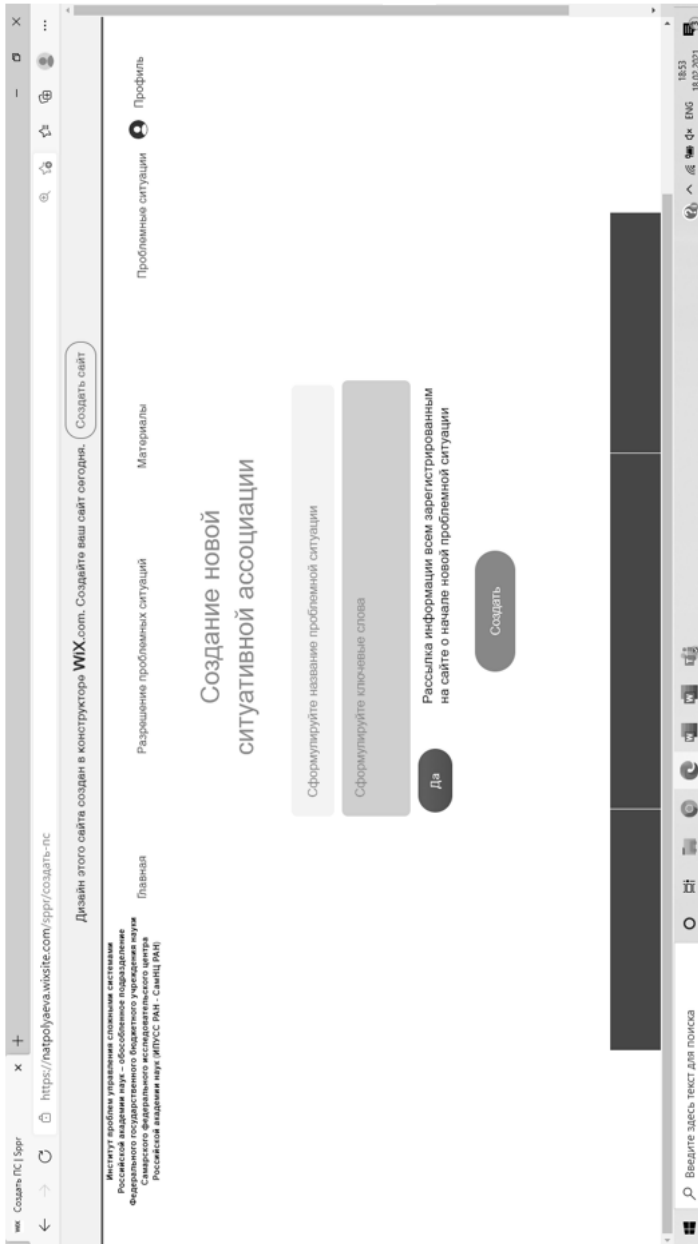 Создать ПС | Sppr
https://natpolyaeva.wixsite.com/sppr/создать-пс
Дизайн этого сайта создан в конструкторе WiX.com. Создайте ваш сайт сегодня. Создать сайт
Институт проблем управления сложными системами
Российской академии наук – обособленное подразделение
Федерального государственного бюджетного учреждения науки
Самарского федерального исследовательского центра
Российской академии наук (ИПУСС РАН - СамНЦ РАН)
Главная
Разрешение проблемных ситуаций
Материалы
Проблемные ситуации
Профиль
Создание новой
ситуативной ассоциации
Сформулируйте название проблемной ситуации
Сформулируйте ключевые слова
Да
Рассылка информации всем зарегистрированным
на сайте о начале новой проблемной ситуации
Создать
Введите здесь текст для поиска
ENG
18:53
18.02.2021